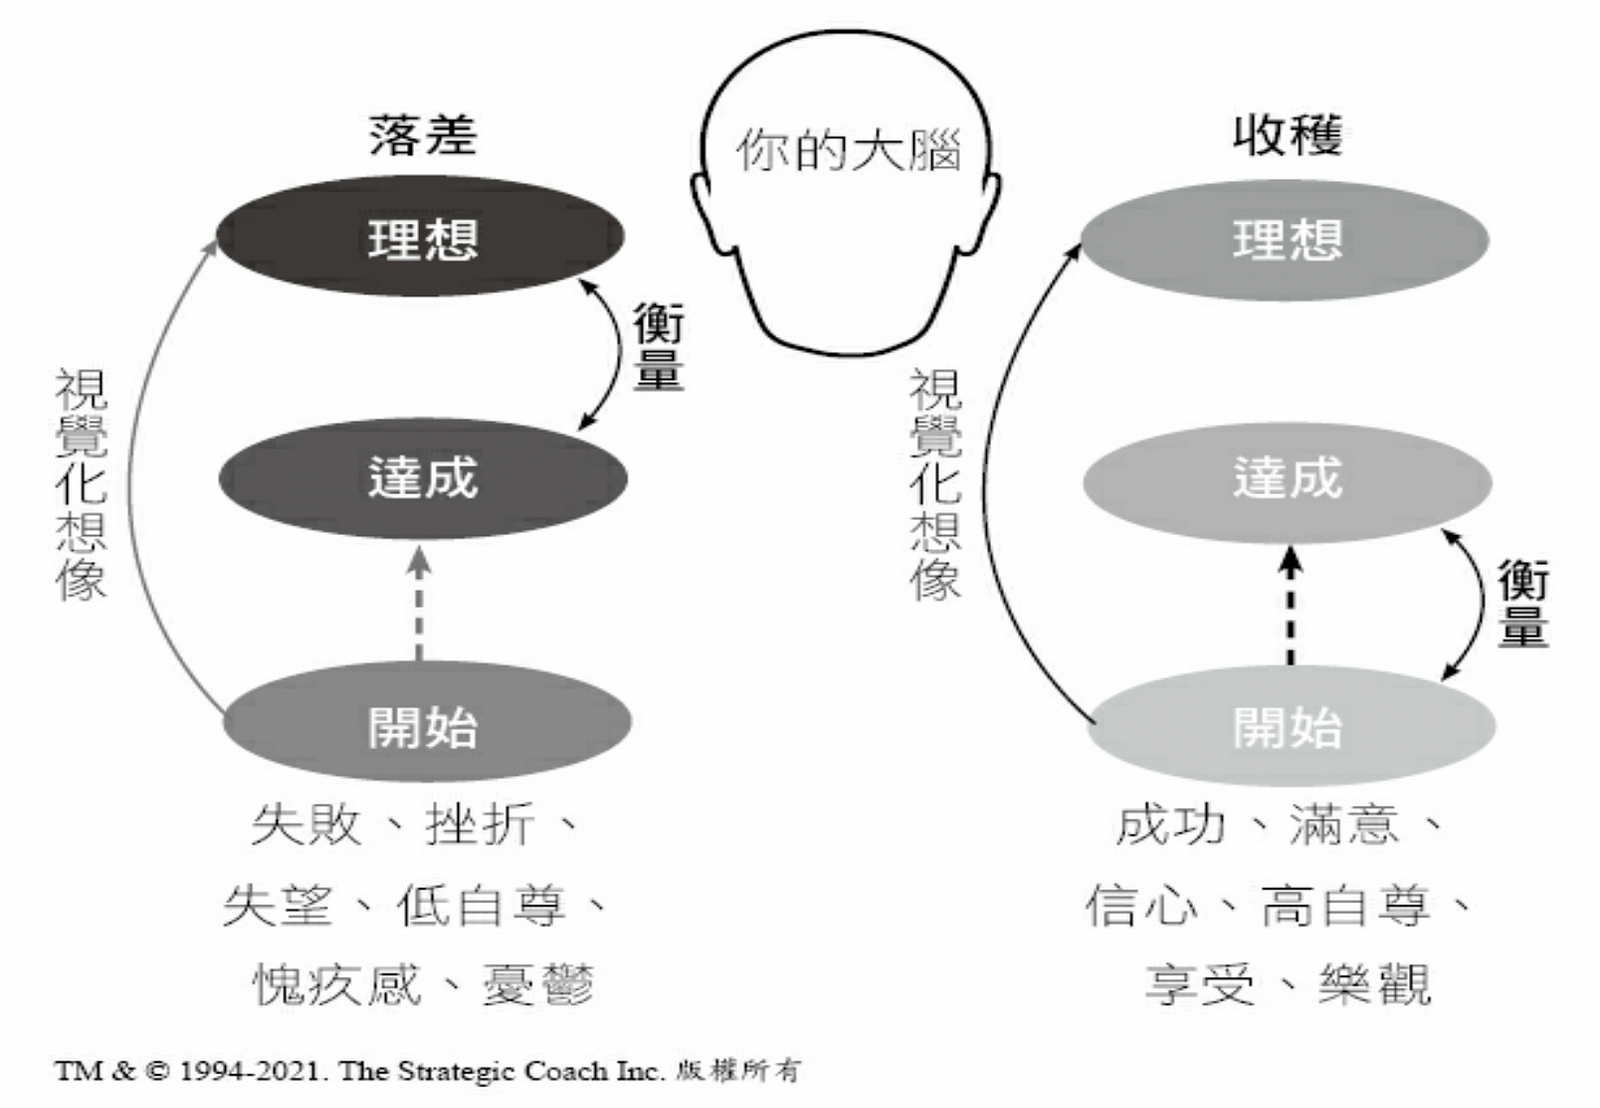 你的大腦
落差
理想
衡量
視覺化想像
達成
開始
失敗、挫折、
失望、低自尊、
愧疚感、憂鬱
收穫
理想
視覺化想像
達成
衡量
開始
成功、滿意、
信心、高自尊、
享受、樂觀
TM & © 1994-2021. The Strategic Coach Inc. 版權所有